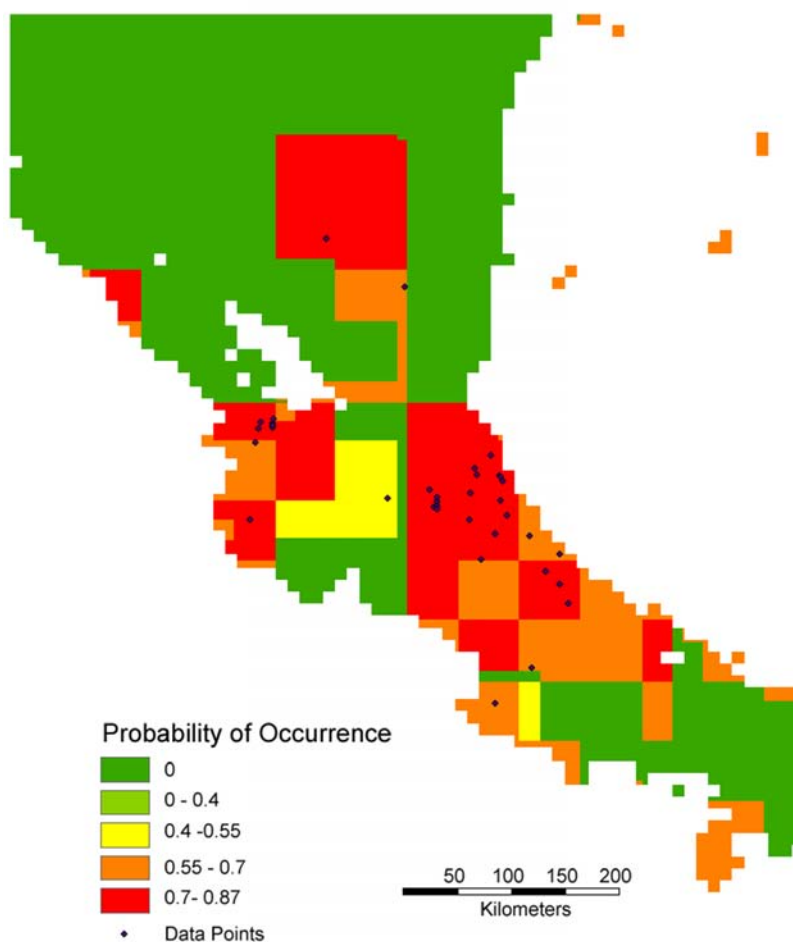 Probability of Occurrence
0
0 - 0.4
0.4 -0.55
0.55 - 0.7
0.7- 0.87
Data Points
50 100 150 200
Kilometers